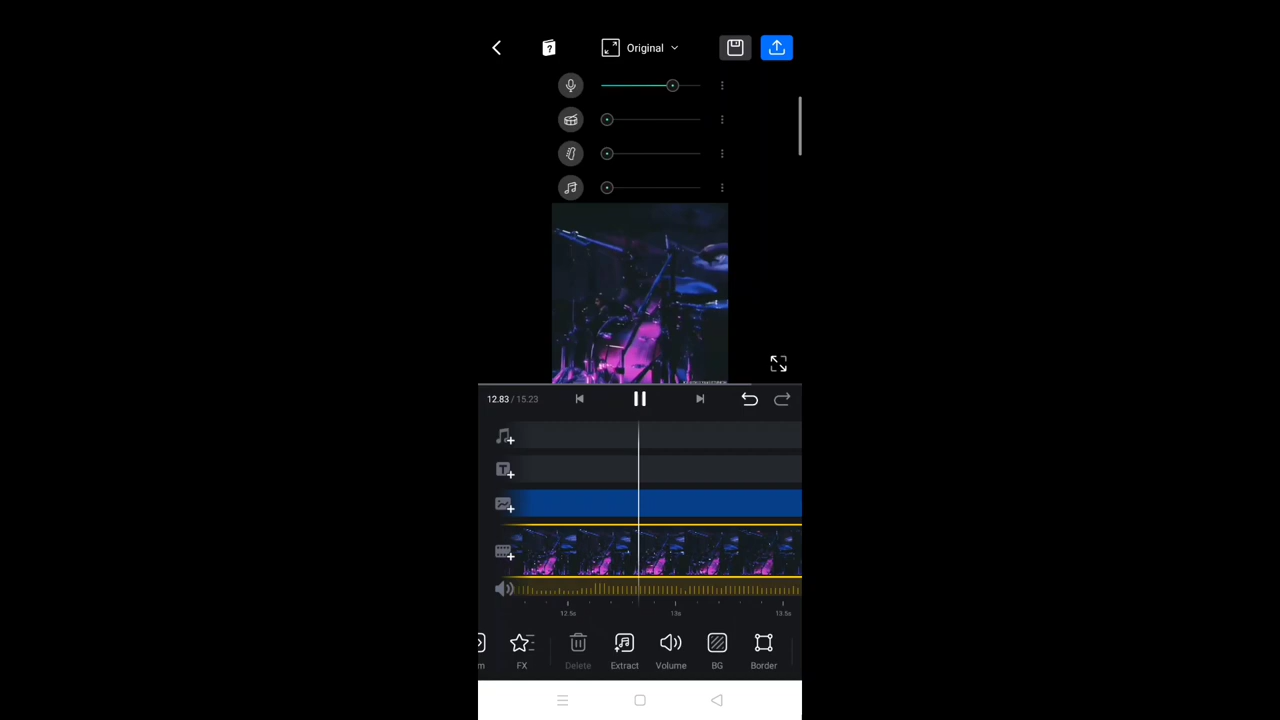 Original
12.83 / 15.23
12.5s
13s
13.5s
FX
Delete
Extract
Volume
BG
Border